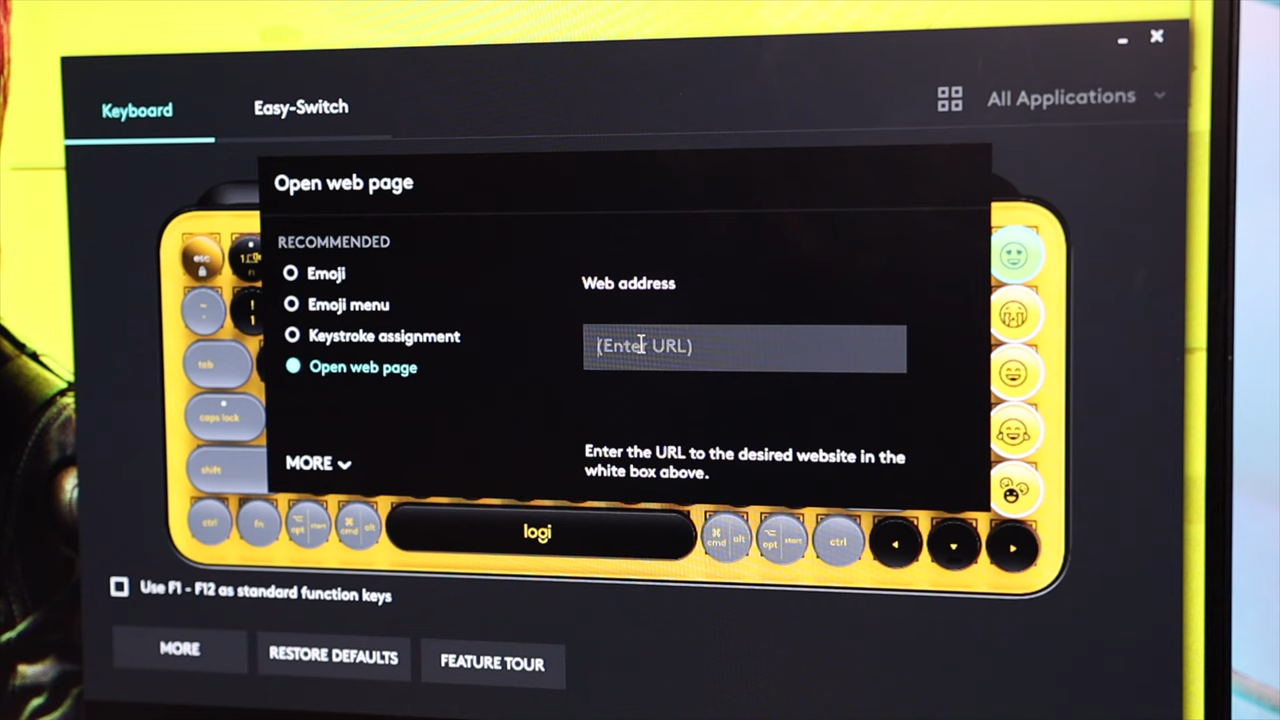 Keyboard
Easy-Switch
All Applications
Open web page
RECOMMENDED
Emoji
Emoji menu
Keystroke assignment
Open web page
MORE
Web address
(Enter URL)
Enter the URL to the desired website in the
white box above.
esc
~
!
1
tab
caps lock
shift
ctrl
fn
opt start
cmd alt
logi
cmd alt
opt start
ctrl
Use F1 - F12 as standard function keys
MORE
RESTORE DEFAULTS
FEATURE TOUR